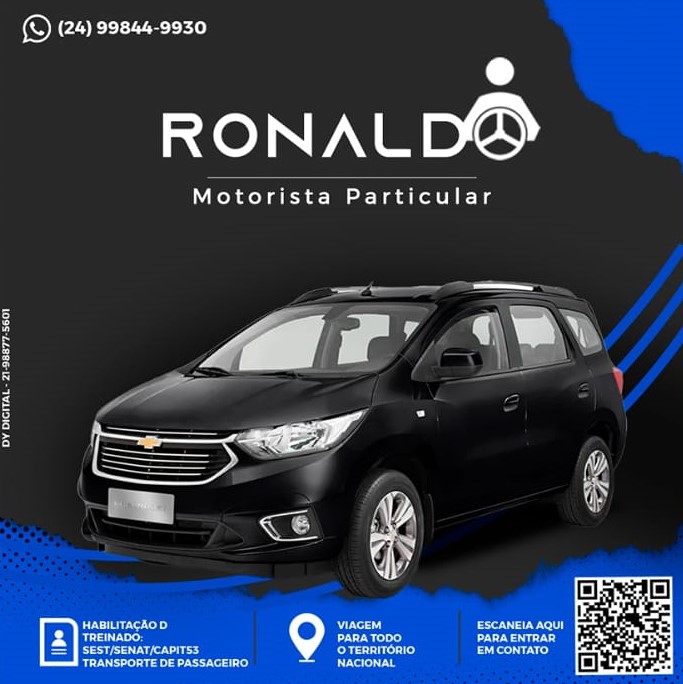 (24) 99844-9930
RONALDO
Motorista Particular
DY DIGITAL - 21-98877-5601
HABILITAÇÃO D
TREINADO:
SEST/SENAT/CAPIT53
TRANSPORTE DE PASSAGEIRO
VIAGEM
PARA TODO
O TERRITÓRIO
NACIONAL
ESCANEIA AQUI
PARA ENTRAR
EM CONTATO